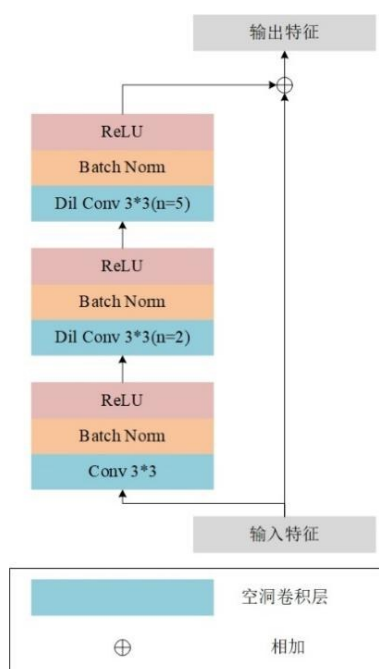 输出特征
ReLU
Batch Norm
Dil Conv 3*3(n=5)
ReLU
Batch Norm
Dil Conv 3*3(n=2)
ReLU
Batch Norm
Conv 3*3
输入特征
空洞卷积层
相加